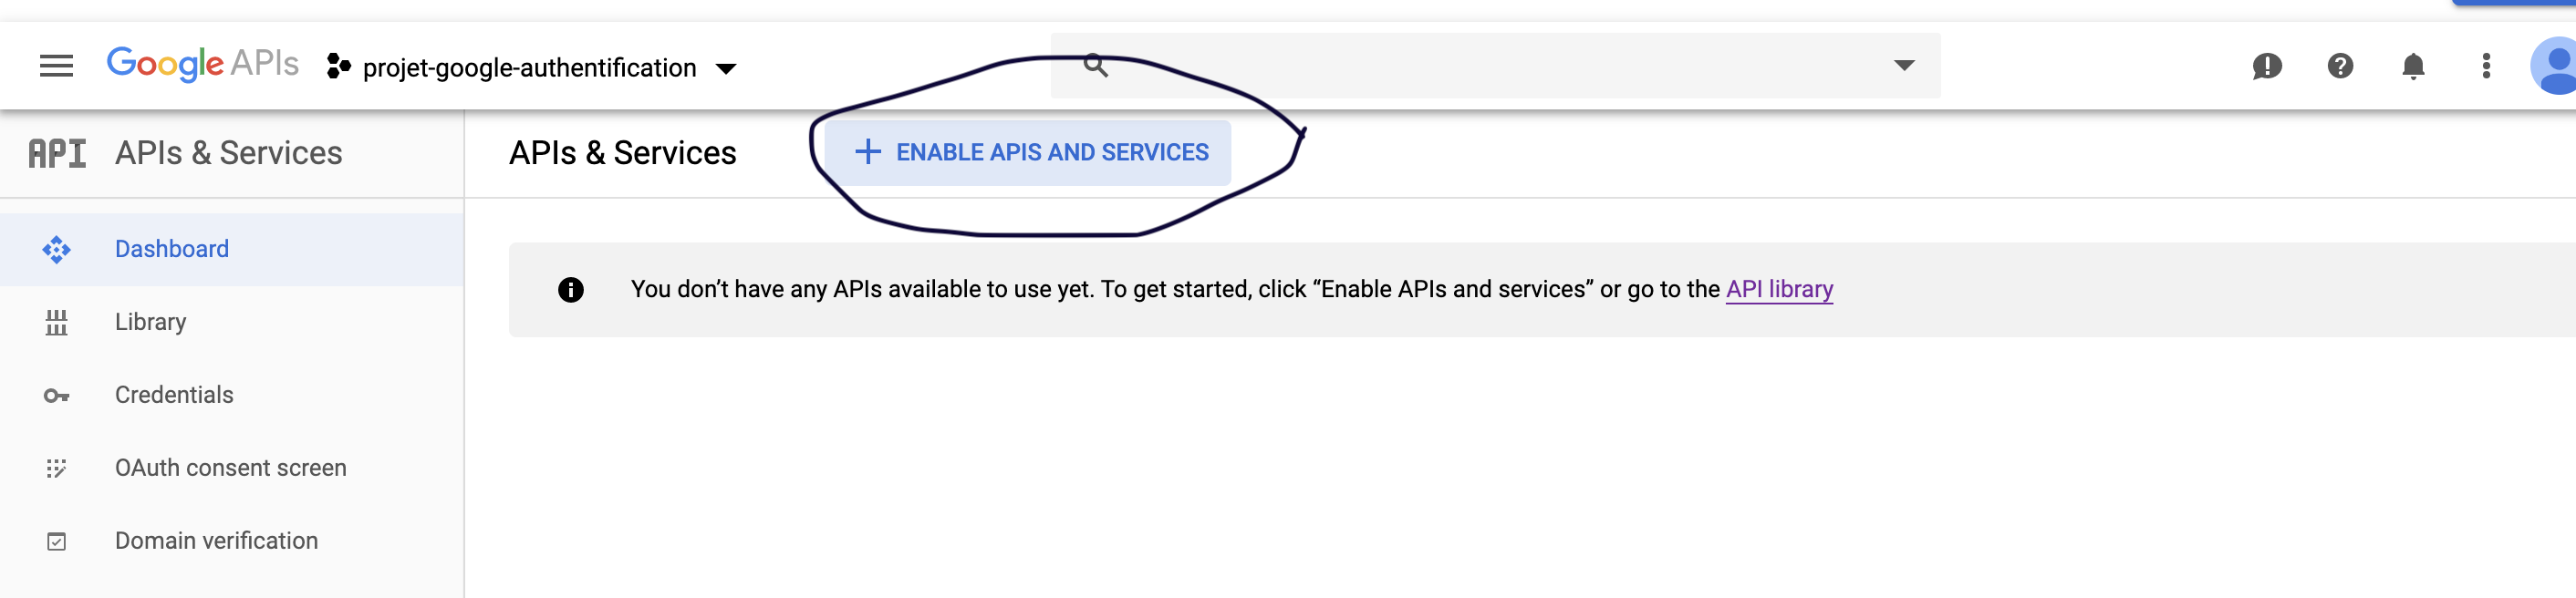 Google APIs projet-google-authentification
API APIs & Services
APIs & Services + ENABLE APIS AND SERVICES
Dashboard
Library
Credentials
OAuth consent screen
Domain verification
You don’t have any APIs available to use yet. To get started, click “Enable APIs and services” or go to the API library